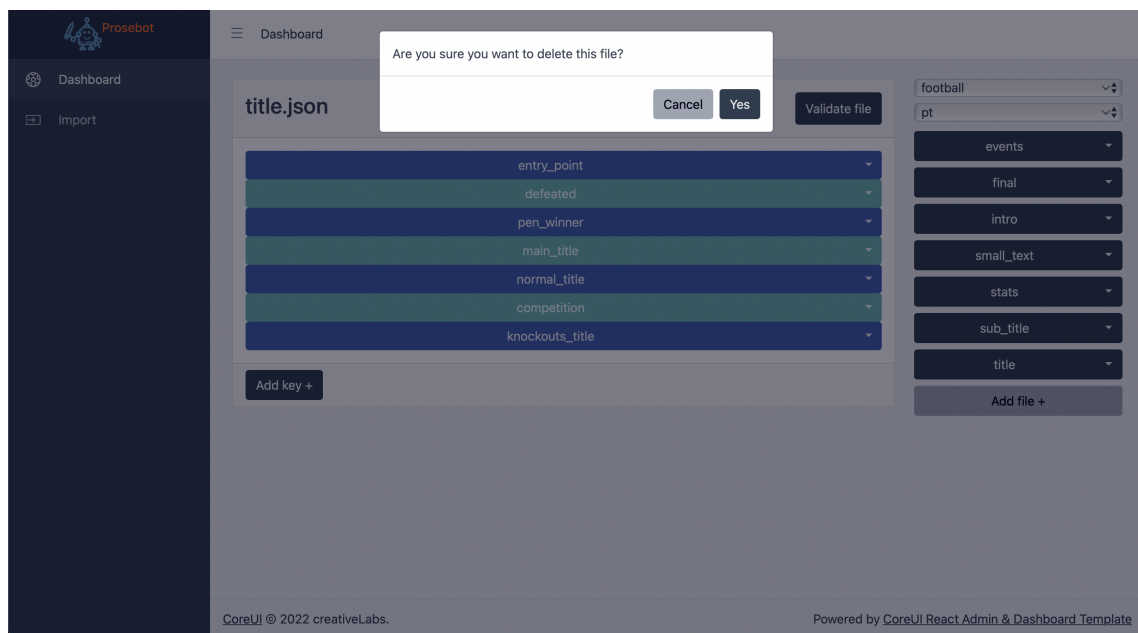 Prosebot
Dashboard
Import
Dashboard
Are you sure you want to delete this file?
Cancel
Yes
title.json
Validate file
entry_point
defeated
pen_winner
main_title
normal_title
competition
knockouts_title
Add key +
football
pt
events
final
intro
small_text
stats
sub_title
title
Add file +
CoreUI © 2022 creativeLabs.
Powered by CoreUI React Admin & Dashboard Template